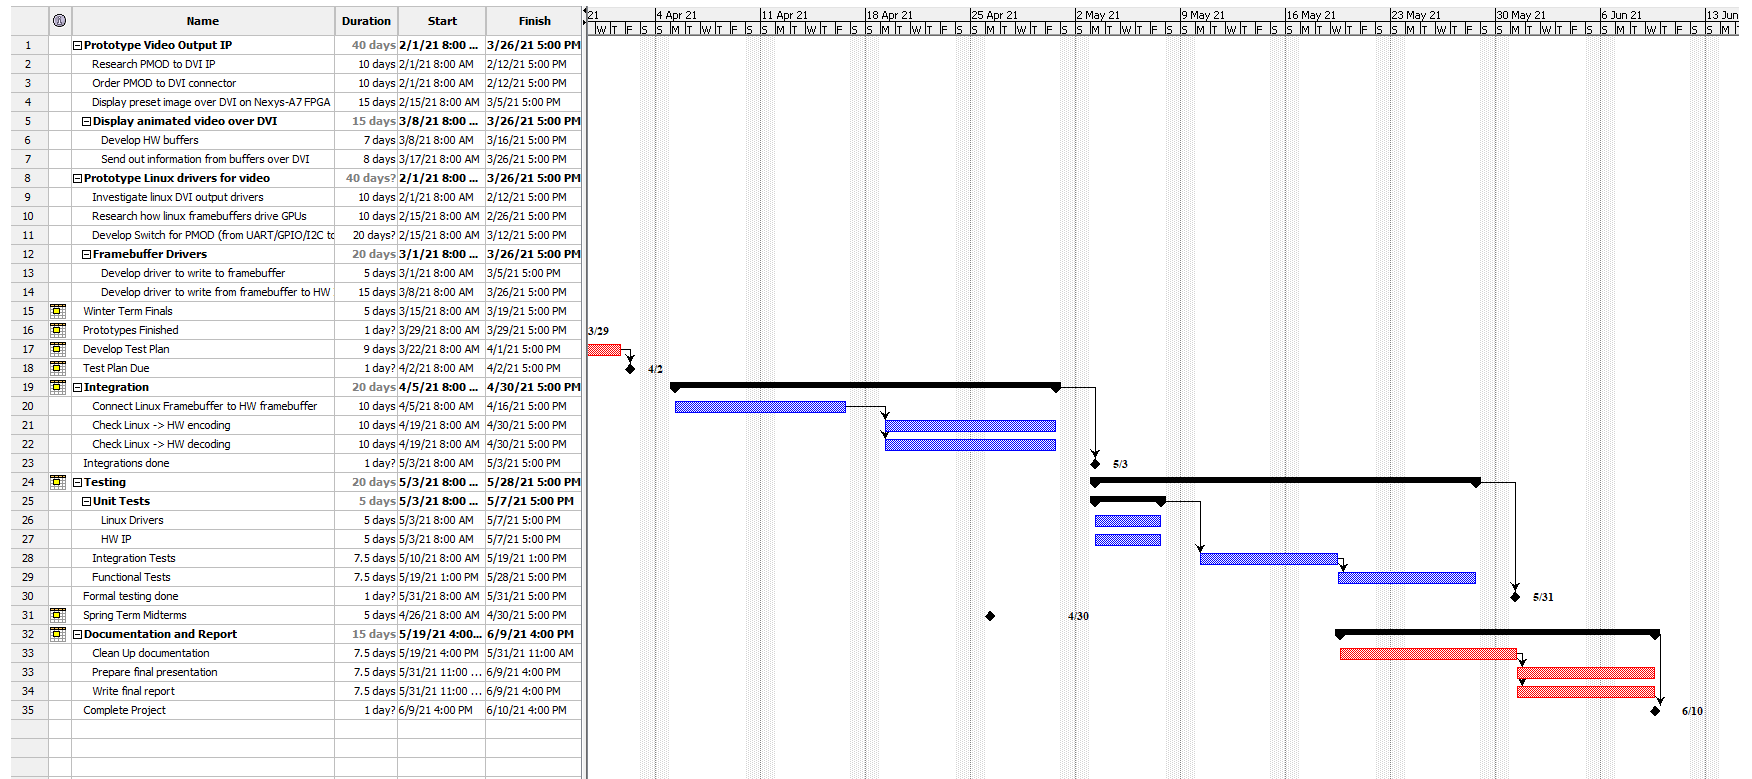 Name Duration Start Finish
21 4 Apr 21 11 Apr 21 18 Apr 21 25 Apr 21 2 May 21 9 May 21 16 May 21 23 May 21 30 May 21 6 Jun 21 13 Jun
W T F S S M T W T F S S M T W T F S S M T W T F S S M T W T F S S M T W T F S S M T W T F S S M T W T F S S M T W T F S S M T W T F S S M T W T F S S M T W T F S S M T
1 Prototype Video Output IP 40 days 2/1/21 8:00 ... 3/26/21 5:00 PM
2 Research PMOD to DVI IP 10 days 2/1/21 8:00 AM 2/12/21 5:00 PM
3 Order PMOD to DVI connector 10 days 2/1/21 8:00 AM 2/12/21 5:00 PM
4 Display preset image over DVI on Nexys-A7 FPGA 15 days 2/15/21 8:00 AM 3/5/21 5:00 PM
5 Display animated video over DVI 15 days 3/8/21 8:00 ... 3/26/21 5:00 PM
6 Develop HW buffers 7 days 3/8/21 8:00 AM 3/16/21 5:00 PM
7 Send out information from buffers over DVI 8 days 3/17/21 8:00 AM 3/26/21 5:00 PM
8 Prototype Linux drivers for video 40 days? 2/1/21 8:00 ... 3/26/21 5:00 PM
9 Investigate linux DVI output drivers 10 days 2/1/21 8:00 AM 2/12/21 5:00 PM
10 Research how linux framebuffers drive GPUs 10 days 2/15/21 8:00 AM 2/26/21 5:00 PM
11 Develop Switch for PMOD (from UART/GPIO/I2C to 20 days? 2/15/21 8:00 AM 3/12/21 5:00 PM
12 Framebuffer Drivers 20 days 3/1/21 8:00 ... 3/26/21 5:00 PM
13 Develop driver to write to framebuffer 5 days 3/1/21 8:00 AM 3/5/21 5:00 PM
14 Develop driver to write from framebuffer to HW 15 days 3/8/21 8:00 AM 3/26/21 5:00 PM
15 Winter Term Finals 5 days 3/15/21 8:00 AM 3/19/21 5:00 PM
16 Prototypes Finished 1 day? 3/29/21 8:00 AM 3/29/21 5:00 PM 3/29
17 Develop Test Plan 9 days 3/22/21 8:00 AM 4/1/21 5:00 PM
18 Test Plan Due 1 day? 4/2/21 8:00 AM 4/2/21 5:00 PM 4/2
19 Integration 20 days 4/5/21 8:00 ... 4/30/21 5:00 PM
20 Connect Linux Framebuffer to HW framebuffer 10 days 4/5/21 8:00 AM 4/16/21 5:00 PM
21 Check Linux -> HW encoding 10 days 4/19/21 8:00 AM 4/30/21 5:00 PM
22 Check Linux -> HW decoding 10 days 4/19/21 8:00 AM 4/30/21 5:00 PM
23 Integrations done 1 day? 5/3/21 8:00 AM 5/3/21 5:00 PM 5/3
24 Testing 20 days 5/3/21 8:00 ... 5/28/21 5:00 PM
25 Unit Tests 5 days 5/3/21 8:00 ... 5/7/21 5:00 PM
26 Linux Drivers 5 days 5/3/21 8:00 AM 5/7/21 5:00 PM
27 HW IP 5 days 5/3/21 8:00 AM 5/7/21 5:00 PM
28 Integration Tests 7.5 days 5/10/21 8:00 AM 5/19/21 1:00 PM
29 Functional Tests 7.5 days 5/19/21 1:00 PM 5/28/21 5:00 PM
30 Formal testing done 1 day? 5/31/21 8:00 AM 5/31/21 5:00 PM 5/31
31 Spring Term Midterms 5 days 4/26/21 8:00 AM 4/30/21 5:00 PM 4/30
32 Documentation and Report 15 days 5/19/21 4:00... 6/9/21 4:00 PM
33 Clean Up documentation 7.5 days 5/19/21 4:00 PM 5/31/21 11:00 AM
33 Prepare final presentation 7.5 days 5/31/21 11:00 ... 6/9/21 4:00 PM
34 Write final report 7.5 days 5/31/21 11:00 ... 6/9/21 4:00 PM
35 Complete Project 1 day? 6/9/21 4:00 PM 6/10/21 4:00 PM 6/10